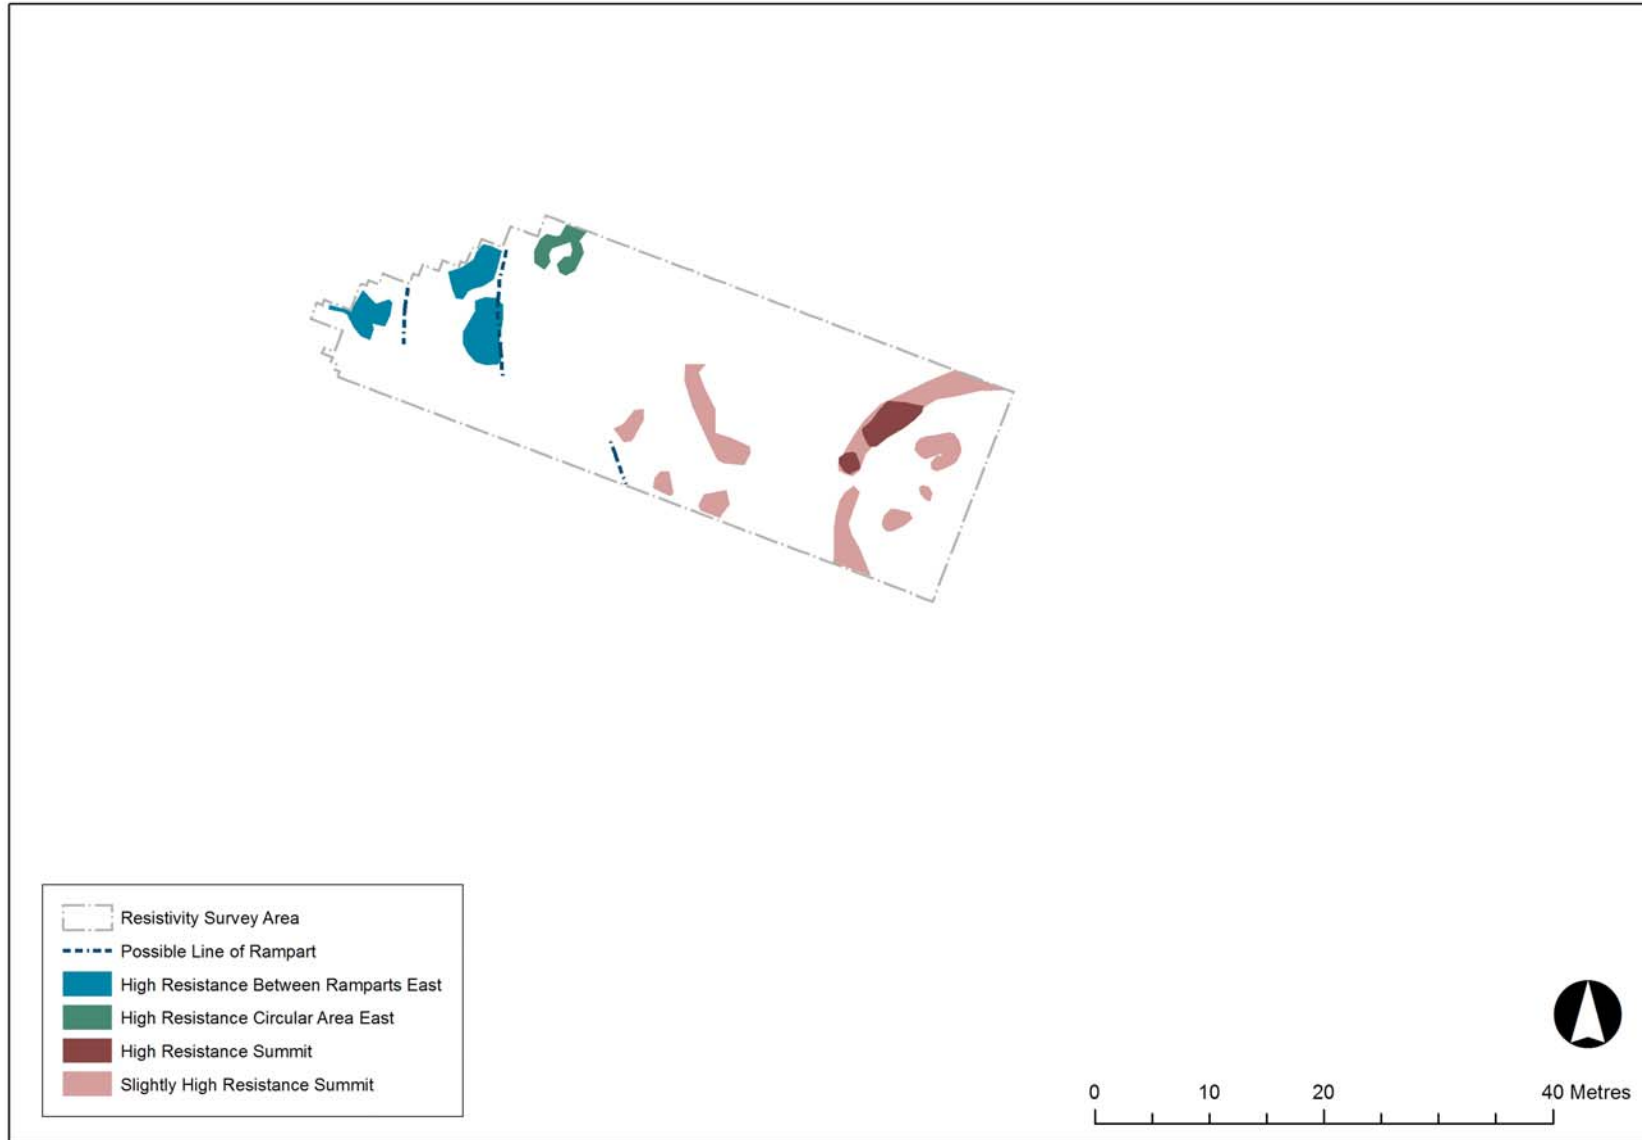 Resistivity Survey Area
Possible Line of Rampart
High Resistance Between Ramparts East
High Resistance Circular Area East
High Resistance Summit
Slightly High Resistance Summit
0 10 20 40 Metres